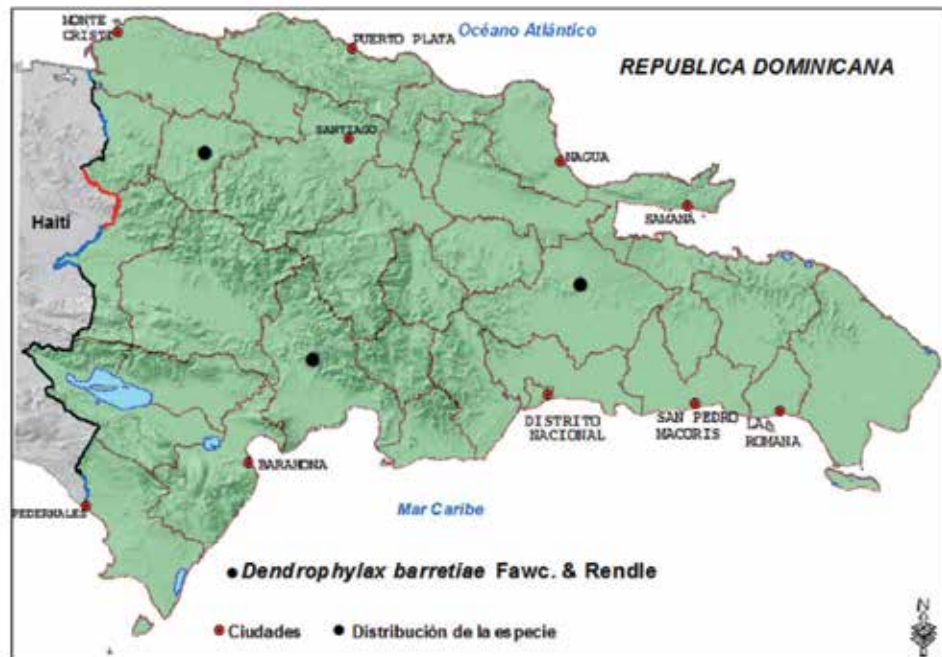 MONTE
CRISTI
PUERTO PLATA
Océano Atlántico
REPUBLICA DOMINICANA
SANTIAGO
NAGUA
SAMANA
Haití
DISTRITO
NACIONAL
SAN PEDRO
MACORIS
LA
ROMANA
BARAHONA
PEDERNALES
Mar Caribe
Dendrophylax barretiae Fawc. & Rendle
Ciudades
Distribución de la especie
N